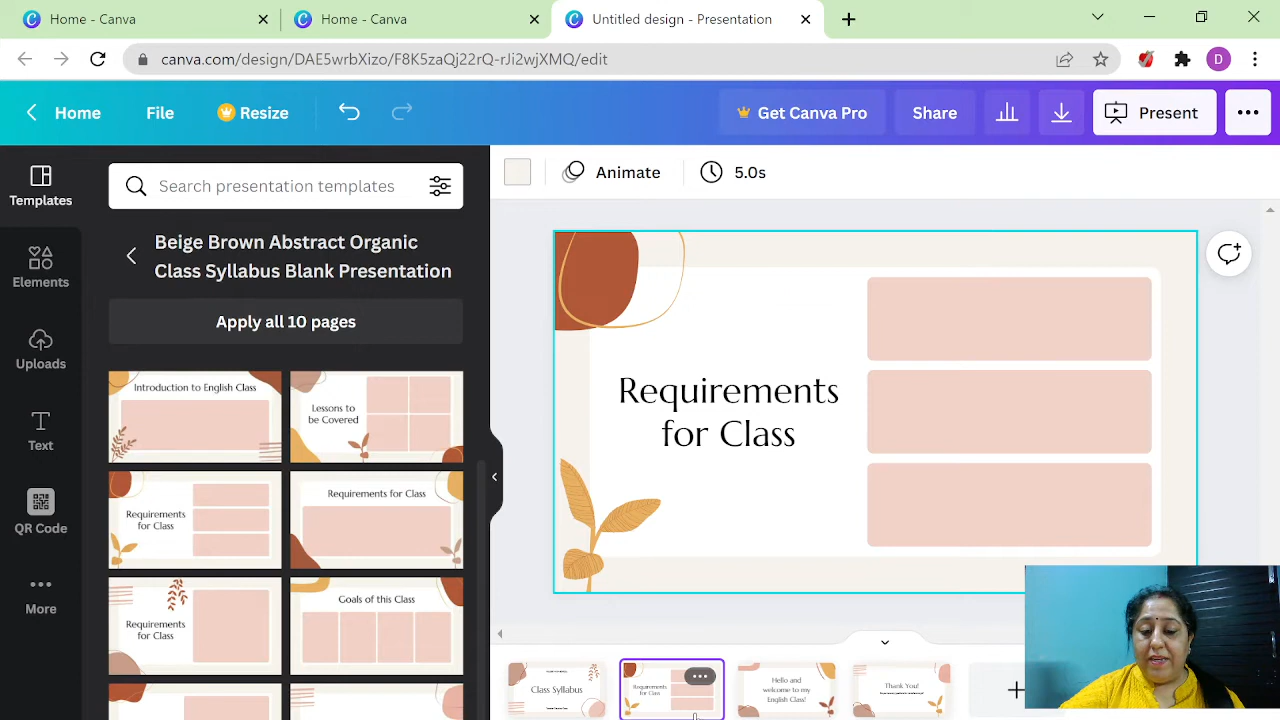 Home - Canva
Home - Canva
Untitled design - Presentation
canva.com/design/DAE5wrbXizo/F8K5zaQj22rQ-rJi2wjXMQ/edit
D
Home
File
Resize
Get Canva Pro
Share
Present
Templates
Elements
Uploads
Text
QR Code
More
Search presentation templates
Beige Brown Abstract Organic
Class Syllabus Blank Presentation
Apply all 10 pages
Introduction to English Class
Lessons to
be Covered
Requirements
for Class
Requirements for Class
Requirements
for Class
Goals of this Class
Animate
5.0s
Requirements
for Class
Class Syllabus
Requirements
for Class
Hello and
welcome to my
English Class!
Thank You!